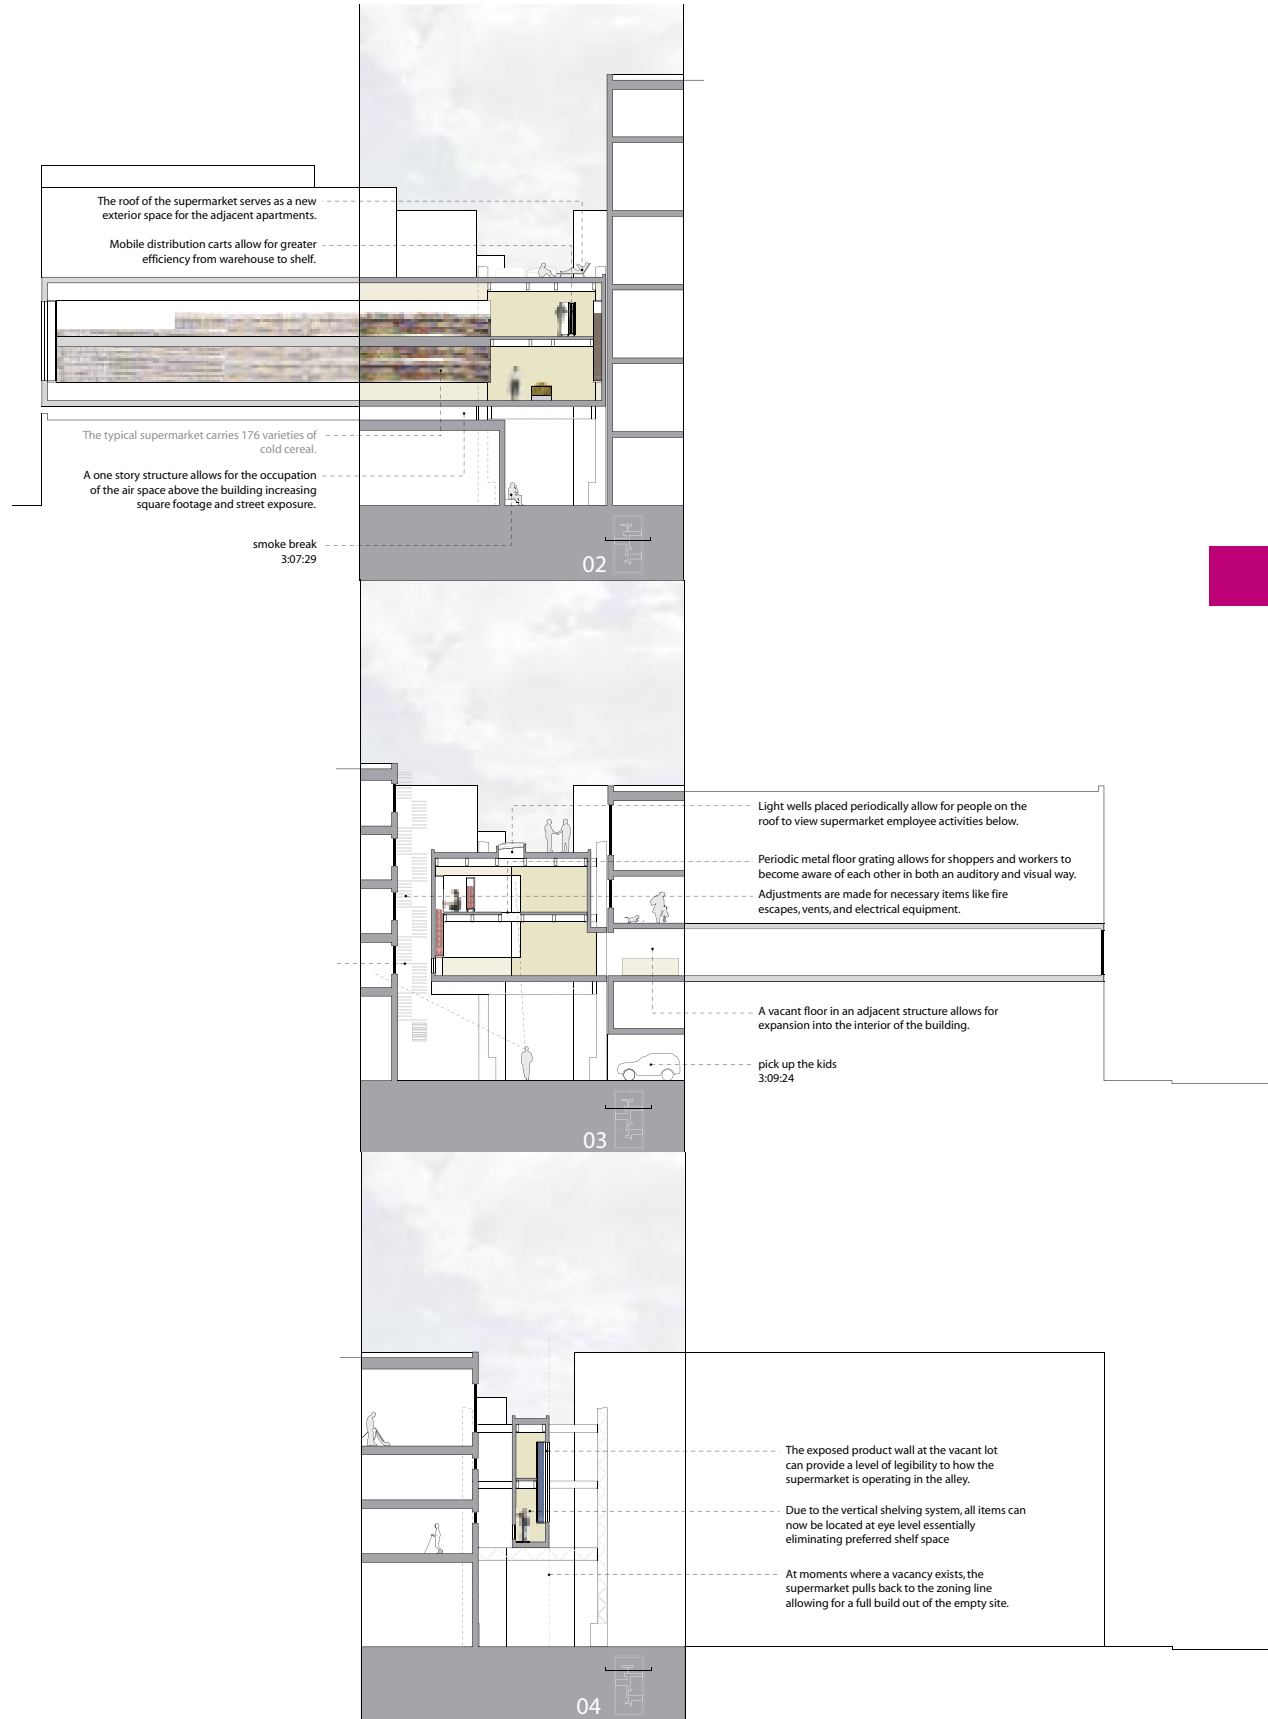 The roof of the supermarket serves as a new
exterior space for the adjacent apartments.
Mobile distribution carts allow for greater
efficiency from warehouse to shelf.
The typical supermarket carries 176 varieties of
cold cereal.
A one story structure allows for the occupation
of the air space above the building increasing
square footage and street exposure.
smoke break
3:07:29
02
Light wells placed periodically allow for people on the
roof to view supermarket employee activities below.
Periodic metal floor grating allows for shoppers and workers to
become aware of each other in both an auditory and visual way.
Adjustments are made for necessary items like fire
escapes, vents, and electrical equipment.
A vacant floor in an adjacent structure allows for
expansion into the interior of the building.
pick up the kids
3:09:24
03
The exposed product wall at the vacant lot
can provide a level of legibility to how the
supermarket is operating in the alley.
Due to the vertical shelving system, all items can
now be located at eye level essentially
eliminating preferred shelf space
At moments where a vacancy exists, the
supermarket pulls back to the zoning line
allowing for a full build out of the empty site.
04